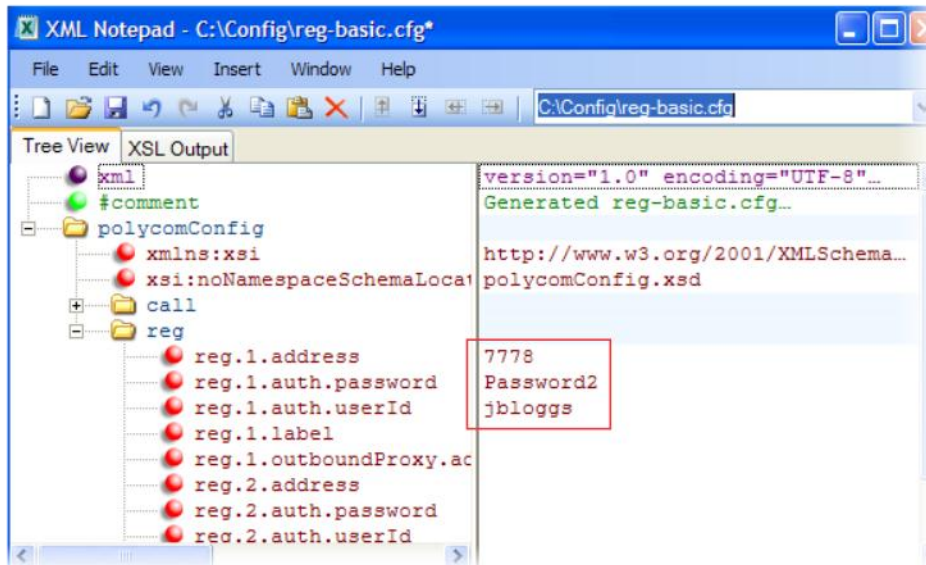 XML Notepad - C:\Config\reg-basic.cfg*
File Edit View Insert Window Help
C:\Config\reg-basic.cfg
Tree View XSL Output
xml version="1.0" encoding="UTF-8"…
#comment Generated reg-basic.cfg…
polycomConfig
xmlns:xsi http://www.w3.org/2001/XMLSchema…
xsi:noNamespaceSchemaLocat polycomConfig.xsd
call
reg
reg.1.address 7778
reg.1.auth.password Password2
reg.1.auth.userId jbloggs
reg.1.label
reg.1.outboundProxy.ad
reg.2.address
reg.2.auth.password
reg.2.auth.userId